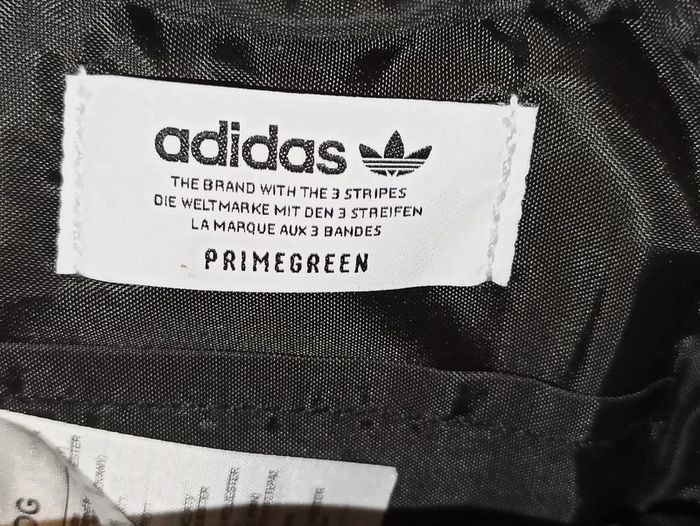 adidas
THE BRAND WITH THE 3 STRIPES
DIE WELTMARKE MIT DEN 3 STREIFEN
LA MARQUE AUX 3 BANDES
PRIMEGREEN